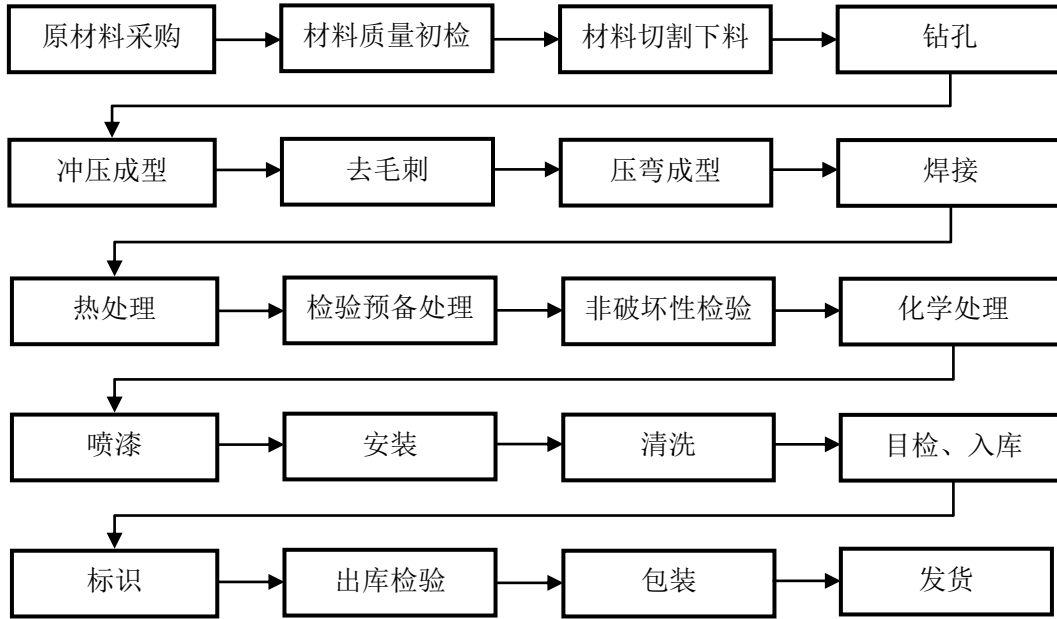 原材料采购
材料质量初检
材料切割下料
钻孔
冲压成型
去毛刺
压弯成型
焊接
热处理
检验预备处理
非破坏性检验
化学处理
喷漆
安装
清洗
目检、入库
标识
出库检验
包装
发货